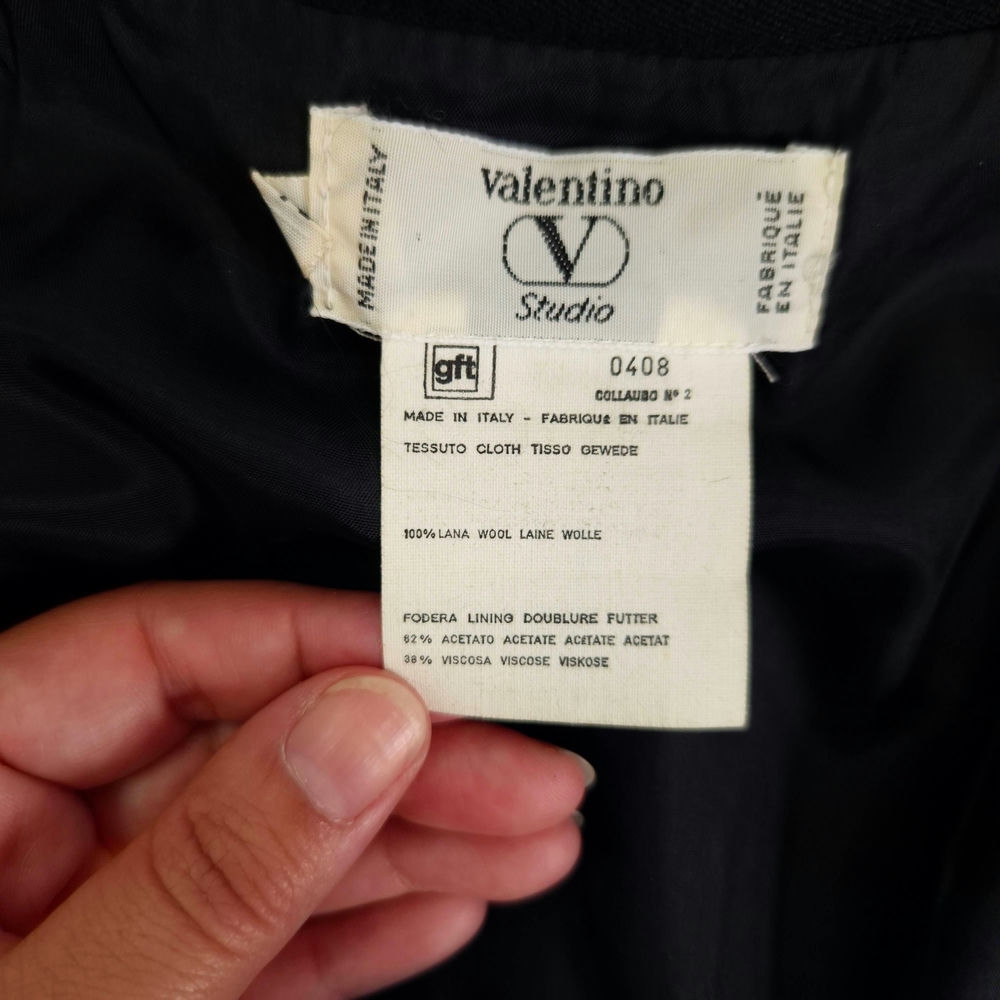 MADE IN ITALY
Valentino
V
Studio
FABRIQUÉ
EN ITALIE
gft
0408
COLLAUDO Nº 2
MADE IN ITALY - FABRIQUé EN ITALIE
TESSUTO CLOTH TISSO GEWEDE
100% LANA WOOL LAINE WOLLE
FODERA LINING DOUBLURE FUTTER
62% ACETATO ACETATE ACéTATE ACETAT
38% VISCOSA VISCOSE VISKOSE